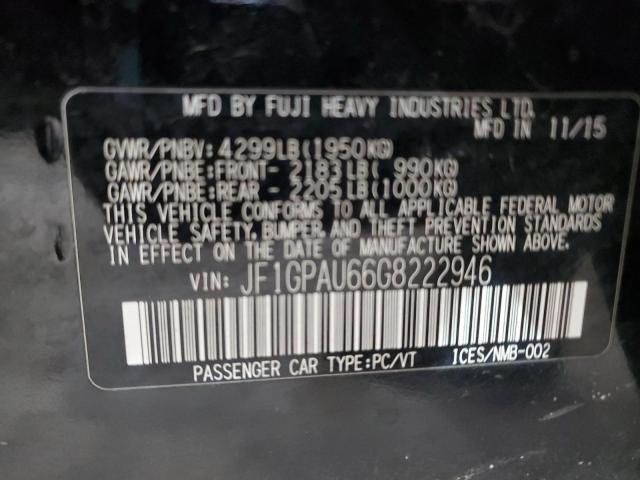 MFD BY FUJI HEAVY INDUSTRIES LTD.
MFD IN 11/15
GVWR/PNBV: 4299LB(1950KG)
GAWR/PNBE:FRONT- 2183LB( 990KG)
GAWR/PNBE:REAR - 2205LB(1000KG)
THIS VEHICLE CONFORMS TO ALL APPLICABLE FEDERAL MOTOR
VEHICLE SAFETY, BUMPER, AND THEFT PREVENTION STANDARDS
IN EFFECT ON THE DATE OF MANUFACTURE SHOWN ABOVE.
VIN: JF1GPAU66G8222946
PASSENGER CAR TYPE:PC/VT ICES/NMB-002